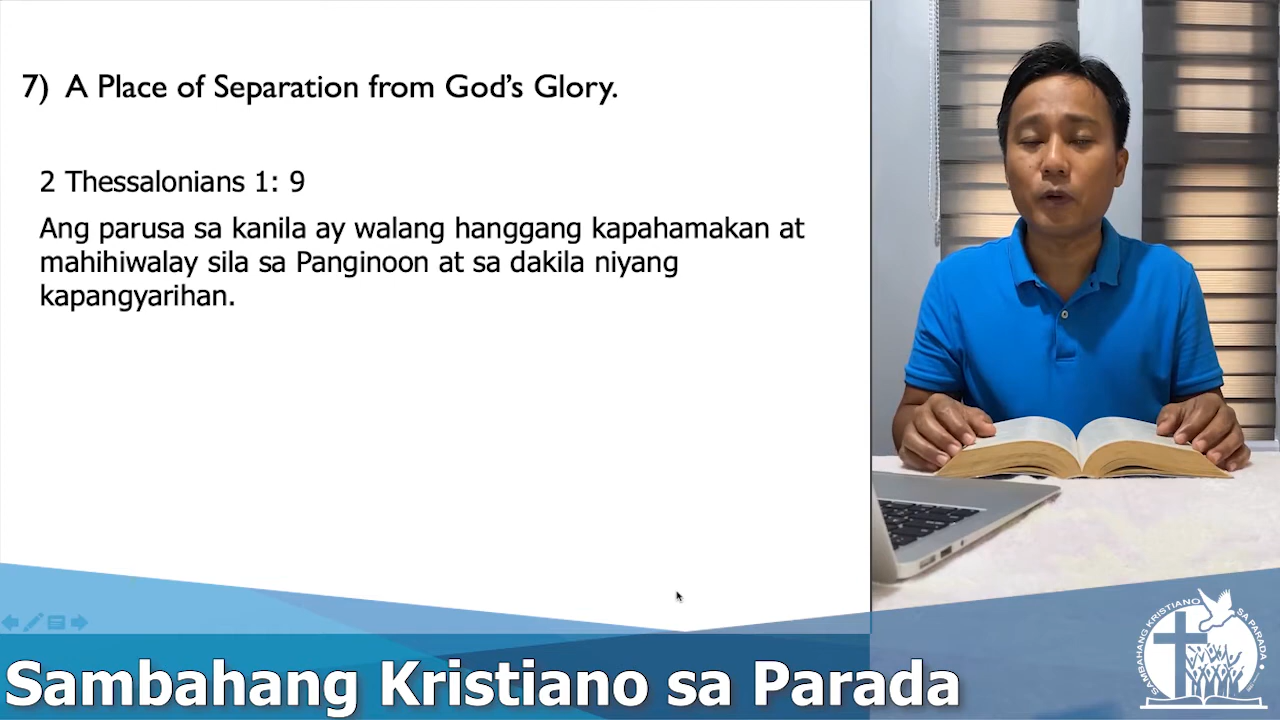 7) A Place of Separation from God's Glory.
2 Thessalonians 1: 9
Ang parusa sa kanila ay walang hanggang kapahamakan at
mahihiwalay sila sa Panginoon at sa dakila niyang
kapangyarihan.
Sambahang Kristiano sa Parada
SAMBAHANG KRISTIANO SA PARADA